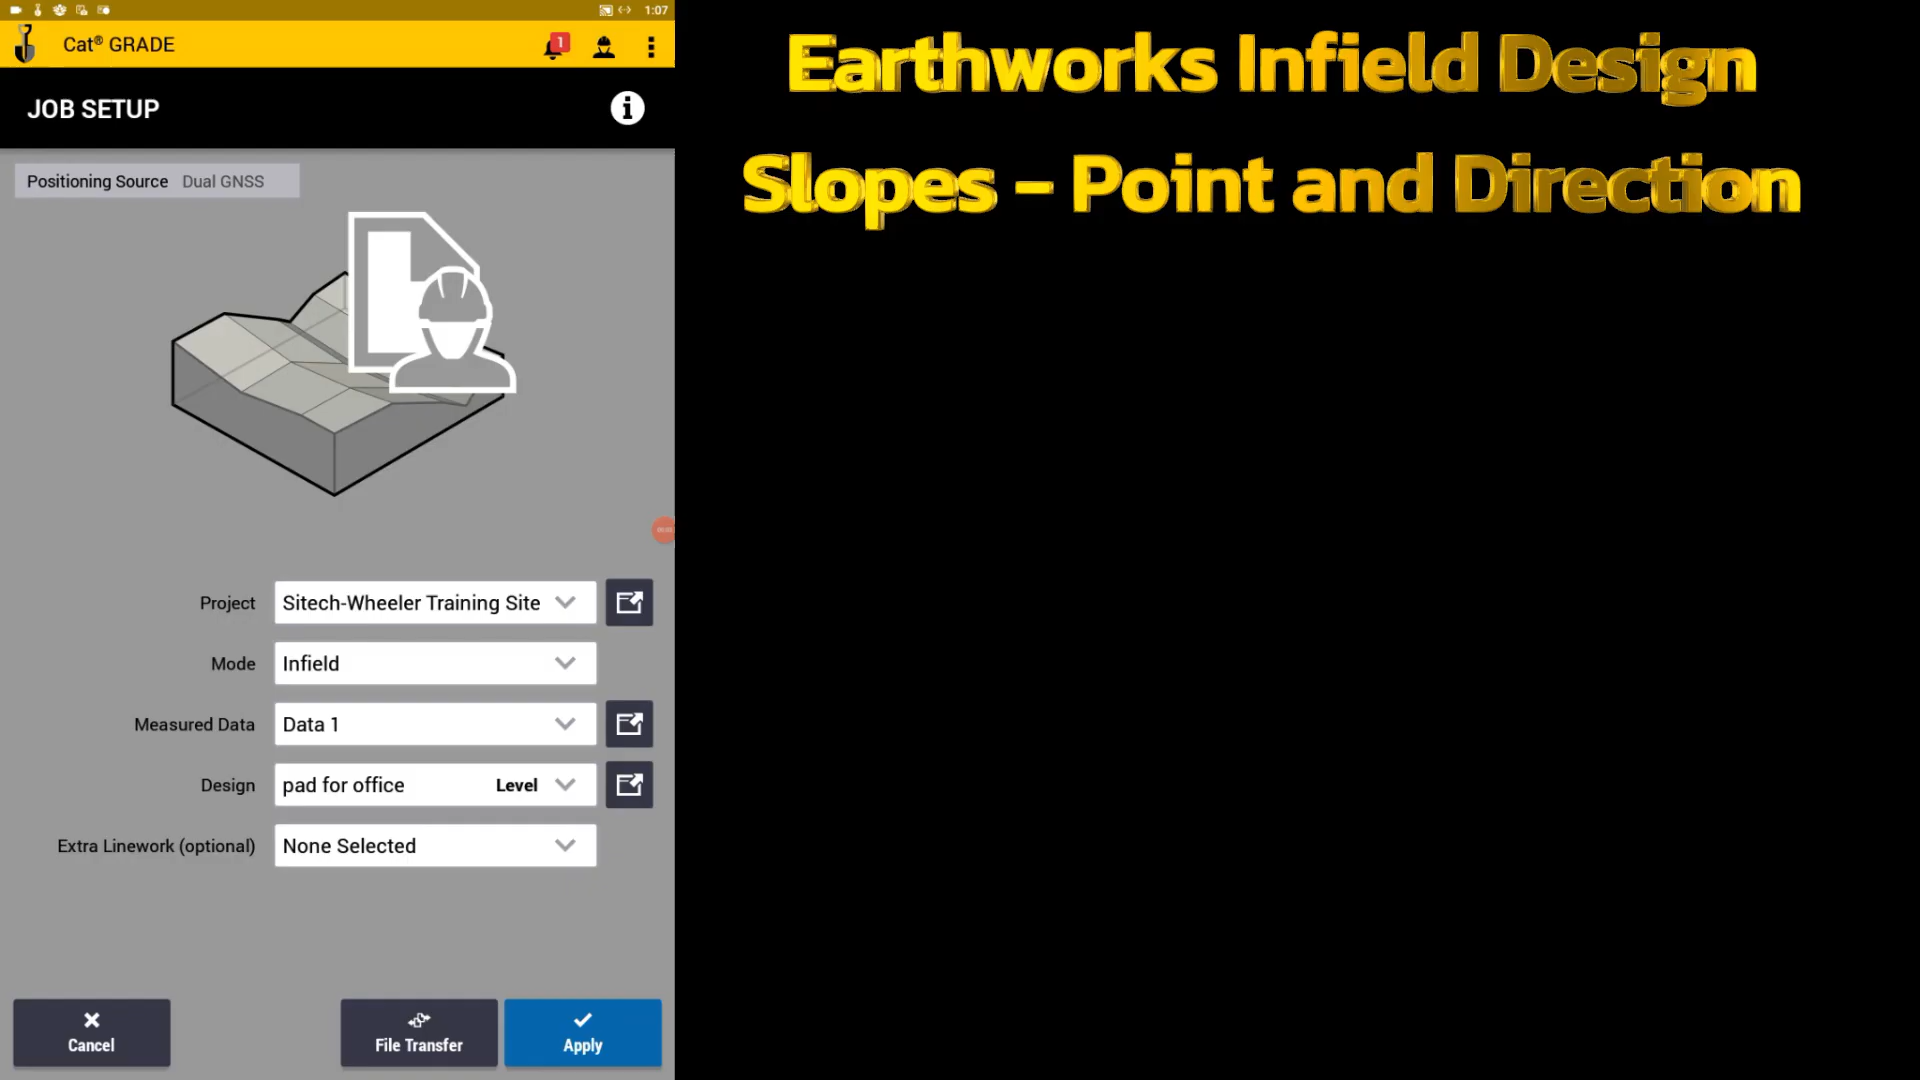 1:07
Cat® GRADE
1
JOB SETUP
Positioning Source Dual GNSS
Project Sitech-Wheeler Training Site
Mode Infield
Measured Data Data 1
Design pad for office Level
Extra Linework (optional) None Selected
Cancel
File Transfer
Apply
Earthworks Infield Design
Slopes – Point and Direction